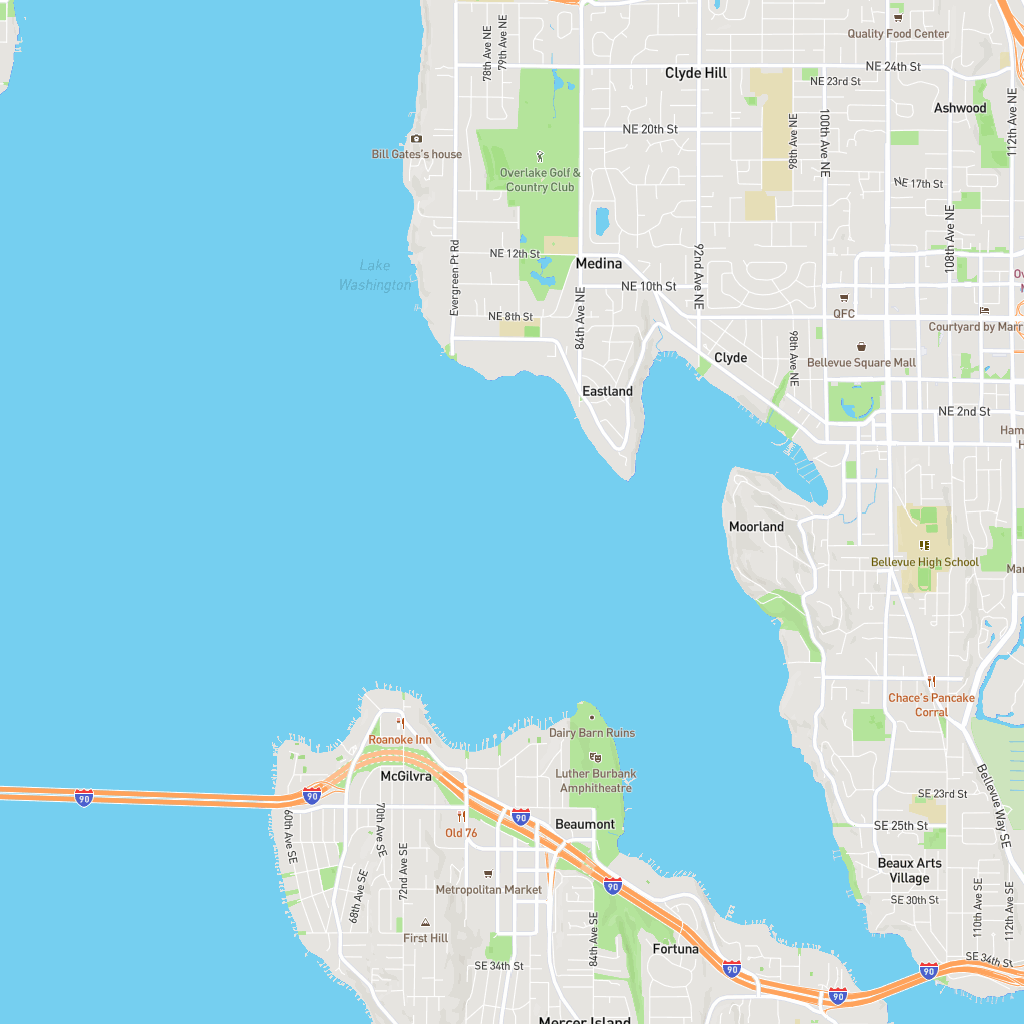 Quality Food Center
78th Ave NE
79th Ave NE
NE 24th St
Clyde Hill
NE 23rd St
Ashwood
112th Ave NE
100th Ave NE
98th Ave NE
NE 20th St
Bill Gates's house
Overlake Golf &
Country Club
NE 17th St
108th Ave NE
Evergreen Pt Rd
NE 12th St
92nd Ave NE
Lake
Washington
Medina
NE 10th St
84th Ave NE
NE 8th St
QFC
Courtyard by Marr
98th Ave NE
Clyde
Bellevue Square Mall
Eastland
NE 2nd St
Ham
H
Moorland
Bellevue High School
Mar
Chace's Pancake
Corral
Dairy Barn Ruins
Roanoke Inn
McGilvra
Luther Burbank
Amphitheatre
90
90
90
Bellevue Way SE
NE 23rd St
60th Ave SE
70th Ave SE
Old 76
Beaumont
SE 25th St
Beaux Arts
Village
72nd Ave SE
68th Ave SE
Metropolitan Market
90
SE 30th St
110th Ave SE
112th Ave SE
First Hill
84th Ave SE
Fortuna
SE 34th St
SE 34th St
90
90
90
Mercer Island